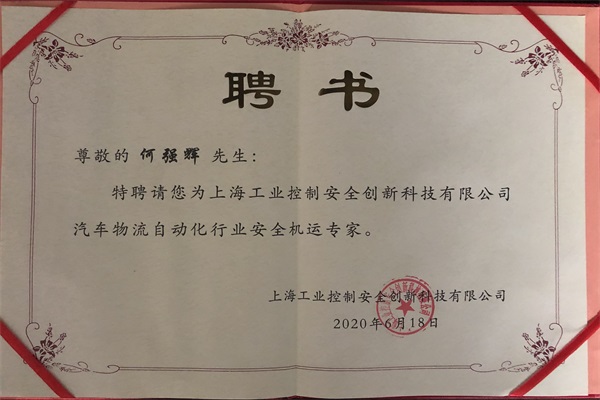 聘书
尊敬的 何强辉 先生：
特聘请您为上海工业控制安全创新科技有限公司
汽车物流自动化行业安全机运专家。
上海工业控制安全创新科技有限公司
2020年6月18日